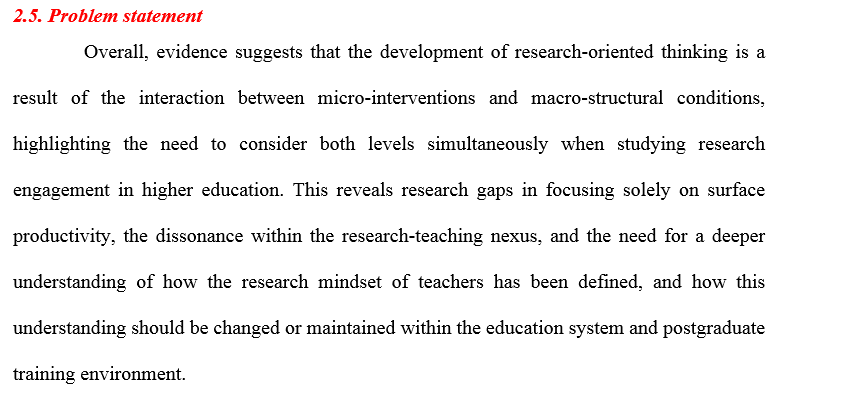 2.5. Problem statement
Overall, evidence suggests that the development of research-oriented thinking is a
result of the interaction between micro-interventions and macro-structural conditions,
highlighting the need to consider both levels simultaneously when studying research
engagement in higher education. This reveals research gaps in focusing solely on surface
productivity, the dissonance within the research-teaching nexus, and the need for a deeper
understanding of how the research mindset of teachers has been defined, and how this
understanding should be changed or maintained within the education system and postgraduate
training environment.